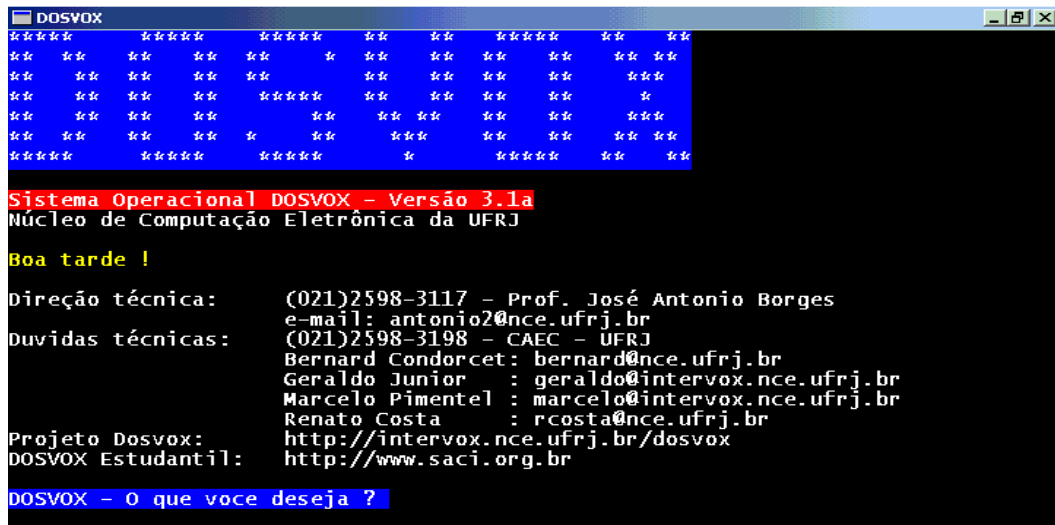 DOSVOX
DOSVOX
Sistema Operacional DOSVOX - Versão 3.1a
Núcleo de Computação Eletrônica da UFRJ
Boa tarde !
Direção técnica: (021)2598-3117 - Prof. José Antonio Borges
e-mail: antonio2@nce.ufrj.br
Duvidas técnicas: (021)2598-3198 - CAEC - UFRJ
Bernard Condorcet: bernard@nce.ufrj.br
Geraldo Junior : geraldo@intervox.nce.ufrj.br
Marcelo Pimentel : marcelo@intervox.nce.ufrj.br
Renato Costa : rcosta@nce.ufrj.br
Projeto Dosvox: http://intervox.nce.ufrj.br/dosvox
DOSVOX Estudantil: http://www.saci.org.br
DOSVOX - O que voce deseja ?